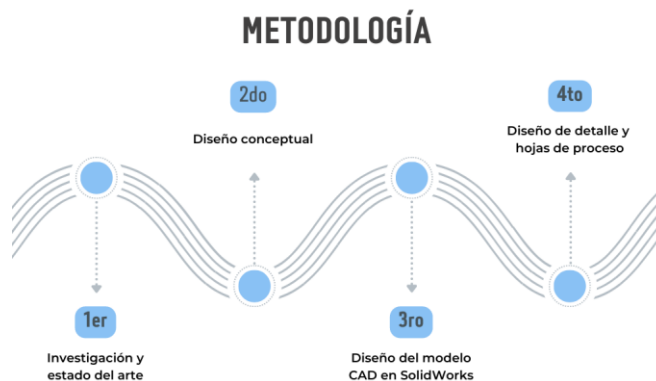 METODOLOGÍA
1er
Investigación y
estado del arte
2do
Diseño conceptual
3ro
Diseño del modelo
CAD en SolidWorks
4to
Diseño de detalle y
hojas de proceso